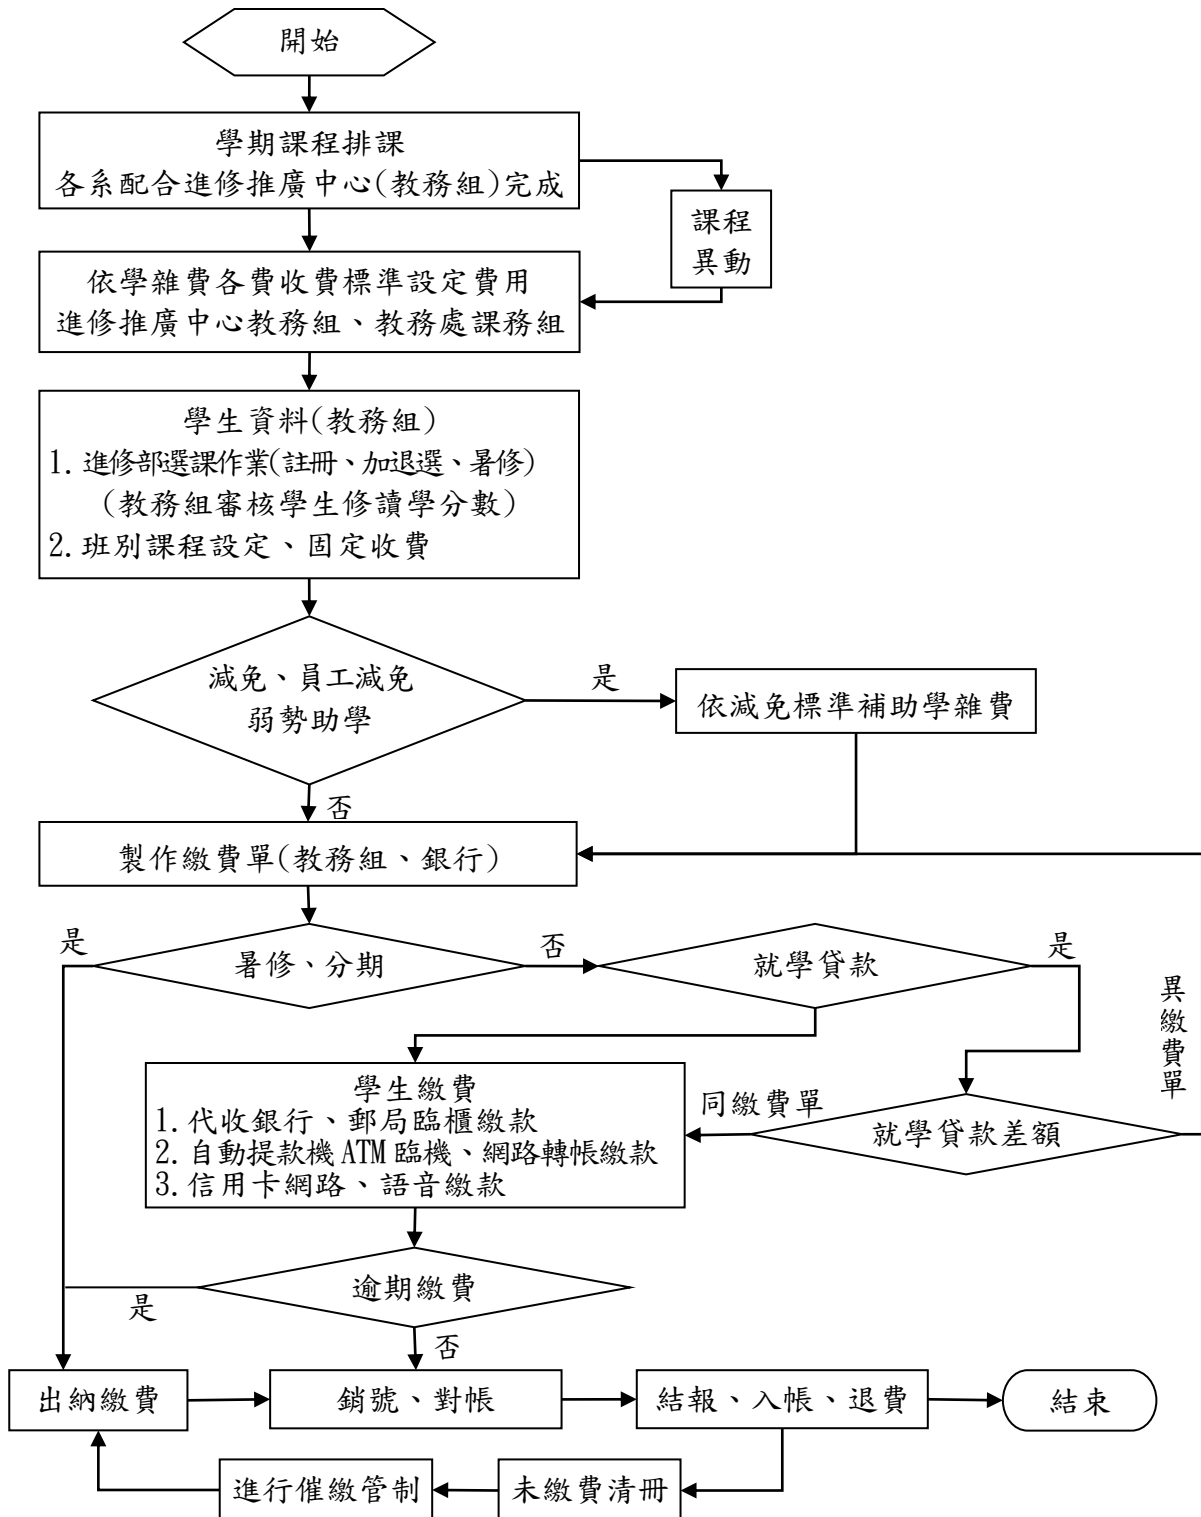 開始
學期課程排課
各系配合進修推廣中心(教務組)完成
課程
異動
依學雜費各費收費標準設定費用
進修推廣中心教務組、教務處課務組
學生資料(教務組)
1.進修部選課作業(註冊、加退選、暑修)
(教務組審核學生修讀學分數)
2.班別課程設定、固定收費
減免、員工減免
弱勢助學
是
依減免標準補助學雜費
否
製作繳費單(教務組、銀行)
是
暑修、分期
否
就學貸款
是
異繳費單
學生繳費
1.代收銀行、郵局臨櫃繳款
2.自動提款機ATM臨機、網路轉帳繳款
3.信用卡網路、語音繳款
同繳費單
就學貸款差額
逾期繳費
是
否
出納繳費
銷號、對帳
結報、入帳、退費
結束
進行催繳管制
未繳費清冊